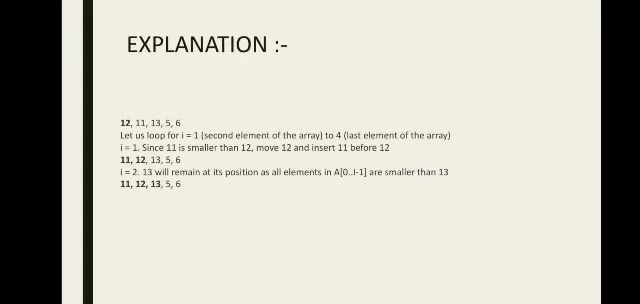 EXPLANATION :-
12, 11, 13, 5, 6
Let us loop for i = 1 (second element of the array) to 4 (last element of the array)
i = 1. Since 11 is smaller than 12, move 12 and insert 11 before 12
11, 12, 13, 5, 6
i = 2. 13 will remain at its position as all elements in A[0..I-1] are smaller than 13
11, 12, 13, 5, 6